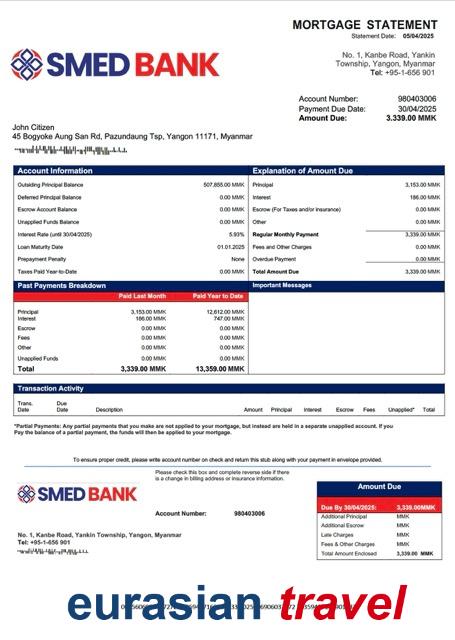 MORTGAGE STATEMENT
Statement Date: 05/04/2025
SMED BANK
No. 1, Kanbe Road, Yankin
Township, Yangon, Myanmar
Tel: +95-1-656 901
Account Number: 980403006
Payment Due Date: 30/04/2025
Amount Due: 3.339.00 MMK
John Citizen
45 Bogyoke Aung San Rd, Pazundaung Tsp, Yangon 11171, Myanmar
Account Information
Outsiding Principal Balance 507,855.00 MMK
Deferred Principal Balance 0.00 MMK
Escrow Account Balance 0.00 MMK
Unapplied Funds Balance 0.00 MMK
Interest Rate (until 30/04/2025) 5.93%
Loan Maturity Date 01.01.2025
Prepayment Penalty None
Taxes Paid Year-to-Date 0.00 MMK
Explanation of Amount Due
Principal 3,153.00 MMK
Interest 186.00 MMK
Escrow (For Taxes and/or insurance) 0.00 MMK
Other 0.00 MMK
Regular Monthly Payment 3,339.00 MMK
Fees and Other Charges 0.00 MMK
Overdue Payment 0.00 MMK
Total Amount Due 3,339.00 MMK
Past Payments Breakdown
Paid Last Month Paid Year to Date
Principal 3,153.00 MMK 12,612.00 MMK
Interest 186.00 MMK 747.00 MMK
Escrow 0.00 MMK 0.00 MMK
Fees 0.00 MMK 0.00 MMK
Other 0.00 MMK 0.00 MMK
Unapplied Funds 0.00 MMK 0.00 MMK
Total 3,339.00 MMK 13,359.00 MMK
Important Messages
Transaction Activity
Trans. Date Due Date Description Amount Principal Interest Escrow Fees Unapplied* Total
*Partial Payments: Any partial payments that you make are not applied to your mortgage, but instead are held in a separate unapplied account. If you
Pay the balance of a partial payment, the funds will then be applied to your mortgage.
To ensure proper credit, please write account number on check and return this stub along with your payment in envelope provided.
Please check this box and complete reverse side if there
is a change in billing address or insurance information.
SMED BANK
Account Number: 980403006
No. 1, Kanbe Road, Yankin Township, Yangon, Myanmar
Tel: +95-1-656 901
Amount Due
Due By 30/04/2025: 3,339.00MMK
Additional Principal MMK
Additional Escrow MMK
Late Charges MMK
Fees & Other Charges MMK
Total Amount Enclosed 3,339.00 MMK
eurasian travel